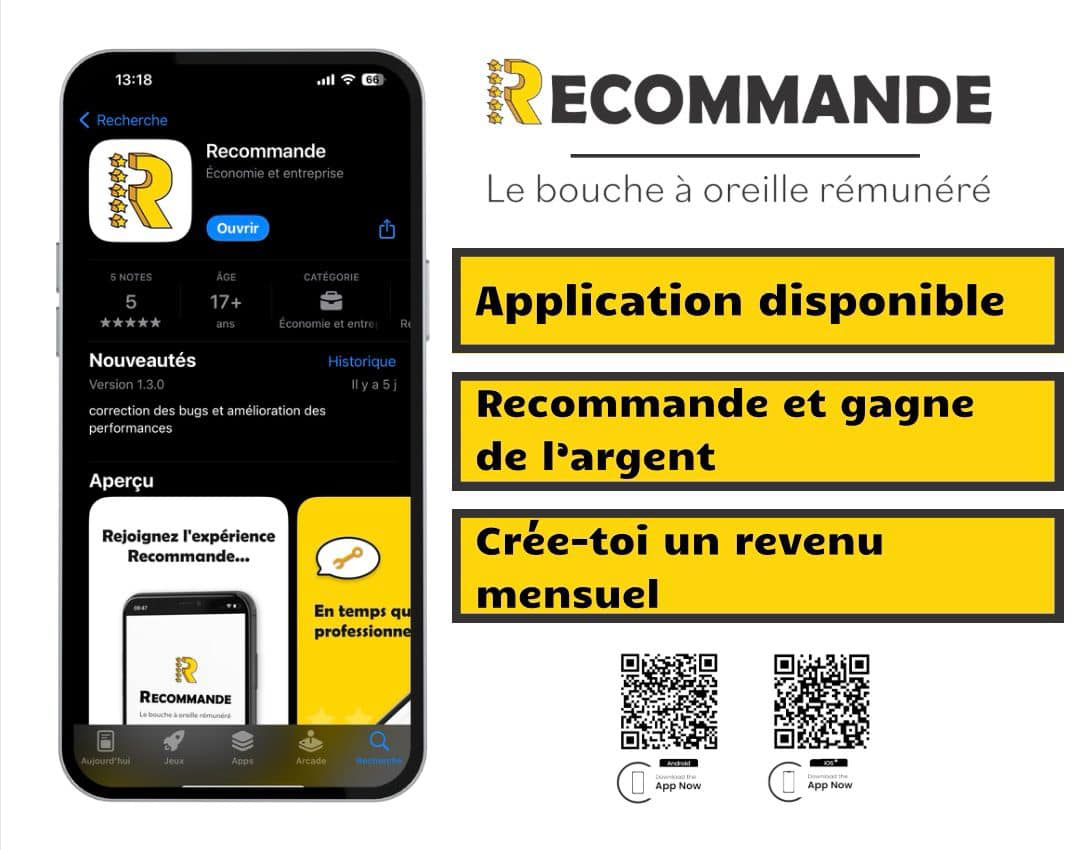 13:18
66
Recherche
Recommande
Économie et entreprise
Ouvrir
5 NOTES
5
ÂGE
17+
ans
CATÉGORIE
Économie et entre
Re
Nouveautés
Historique
Version 1.3.0
Il y a 5 j
correction des bugs et amélioration des
performances
Aperçu
Rejoignez l'expérience
Recommande...
09:47
RECOMMANDE
Le bouche à oreille rémunéré
En temps qu
professionne
Aujourd'hui
Jeux
Apps
Arcade
Recherche
RECOMMANDE
Le bouche à oreille rémunéré
Application disponible
Recommande et gagne
de l'argent
Crée-toi un revenu
mensuel
Android
Download the
App Now
iOS
Download the
App Now